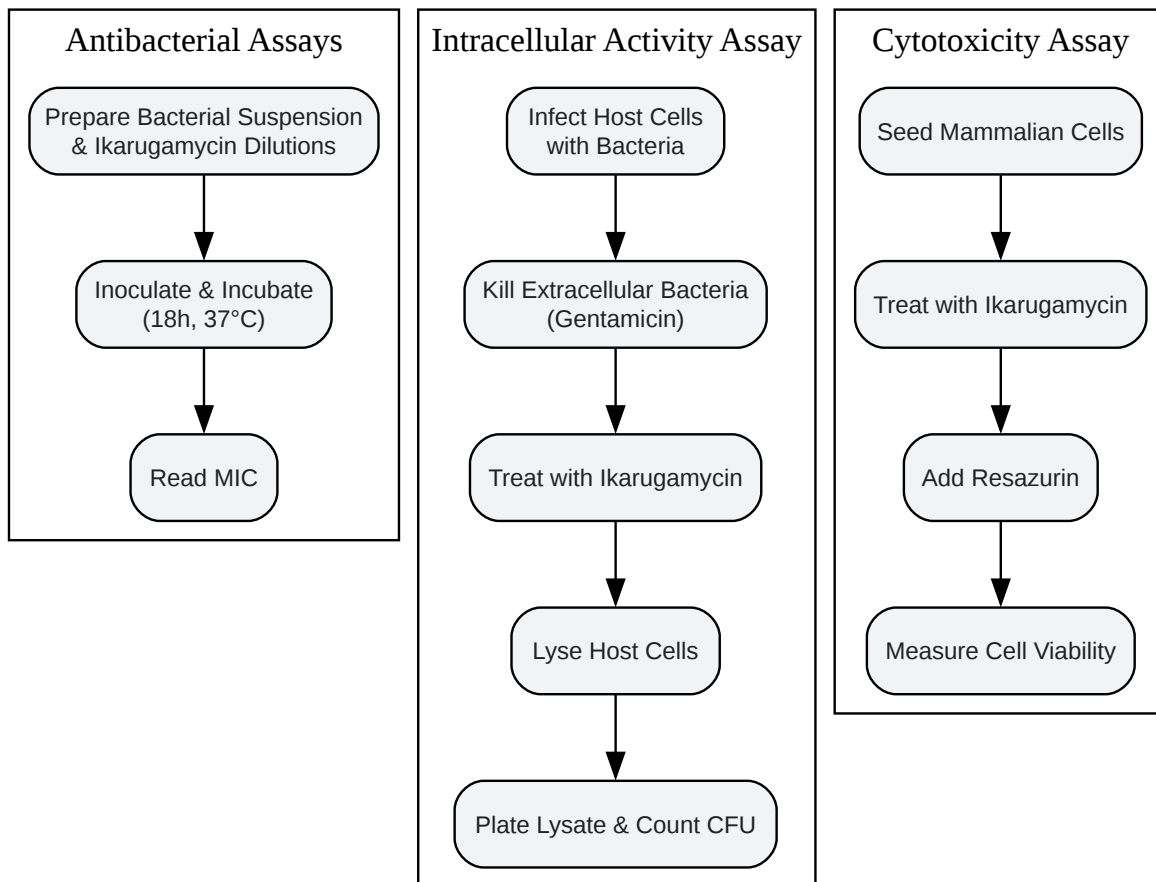 Antibacterial Assays
Prepare Bacterial Suspension
& Ikarugamycin Dilutions
Inoculate & Incubate
(18h, 37°C)
Read MIC
Intracellular Activity Assay
Infect Host Cells
with Bacteria
Kill Extracellular Bacteria
(Gentamicin)
Treat with Ikarugamycin
Lyse Host Cells
Plate Lysate & Count CFU
Cytotoxicity Assay
Seed Mammalian Cells
Treat with Ikarugamycin
Add Resazurin
Measure Cell Viability